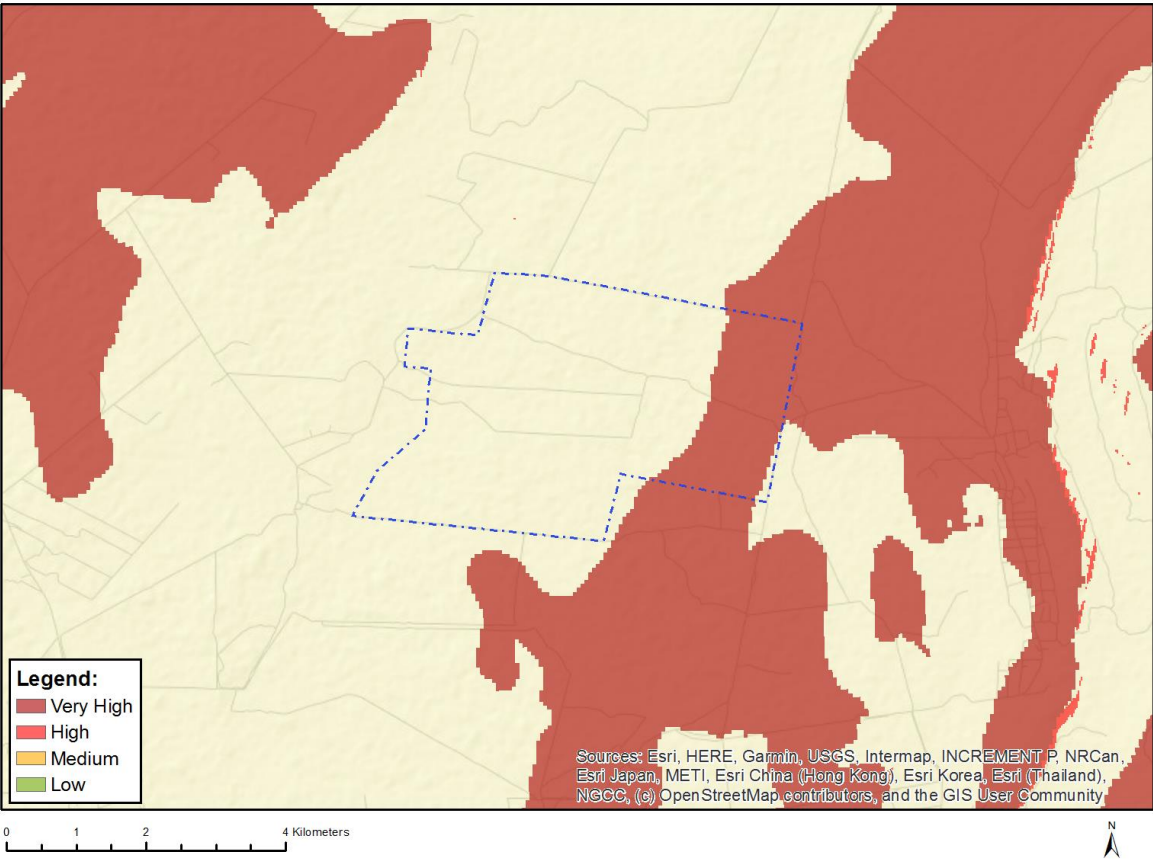 Legend:
Very High
High
Medium
Low
Sources: Esri, HERE, Garmin, USGS, Intermap, INCREMENT P, NRCan,
Esri Japan, METI, Esri China (Hong Kong), Esri Korea, Esri (Thailand),
NGCC, (c) OpenStreetMap contributors, and the GIS User Community
0 1 2 4 Kilometers
N